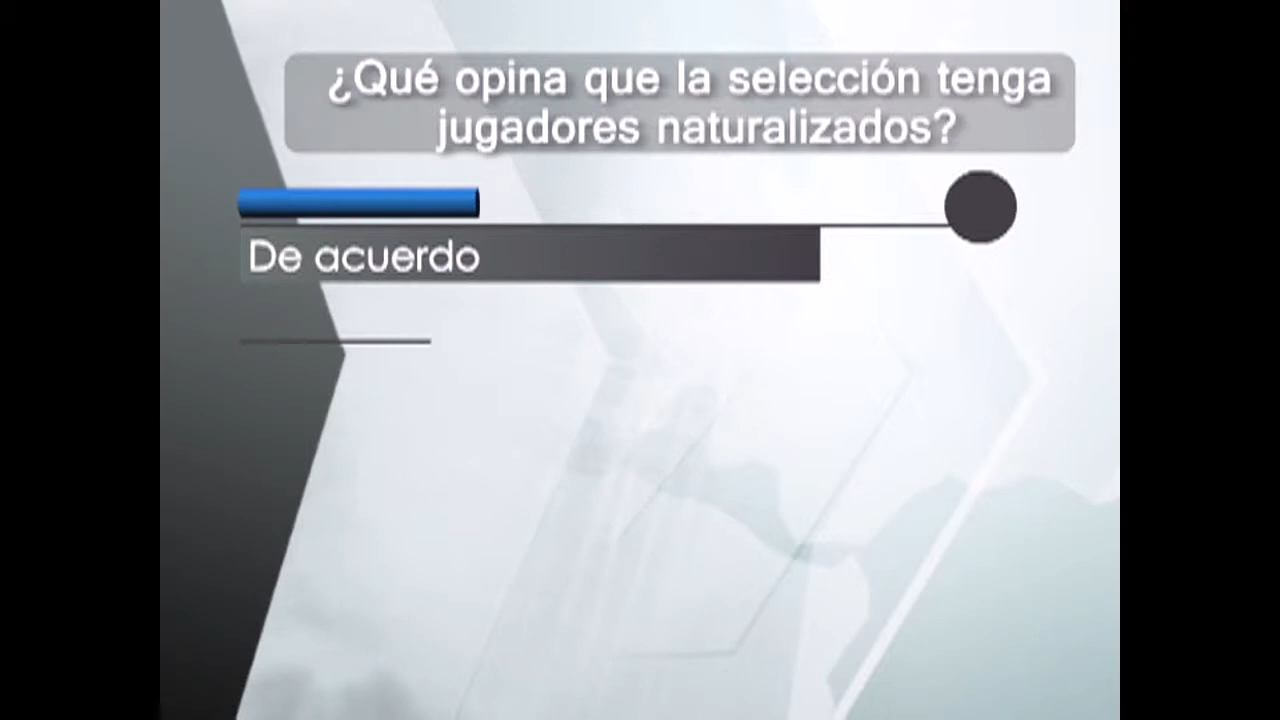 ¿Qué opina que la selección tenga
jugadores naturalizados?
De acuerdo